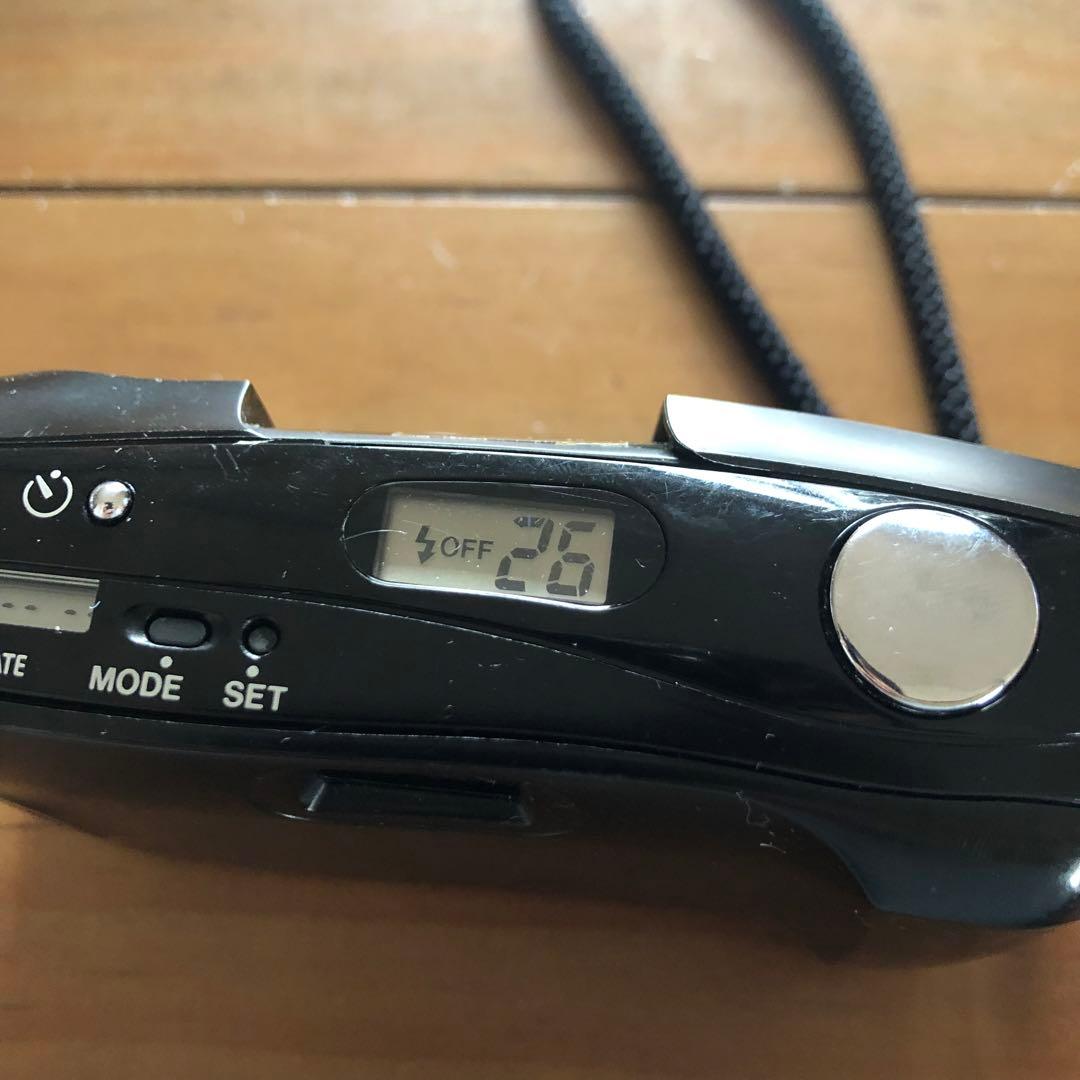 OFF 26
ATE
MODE
SET